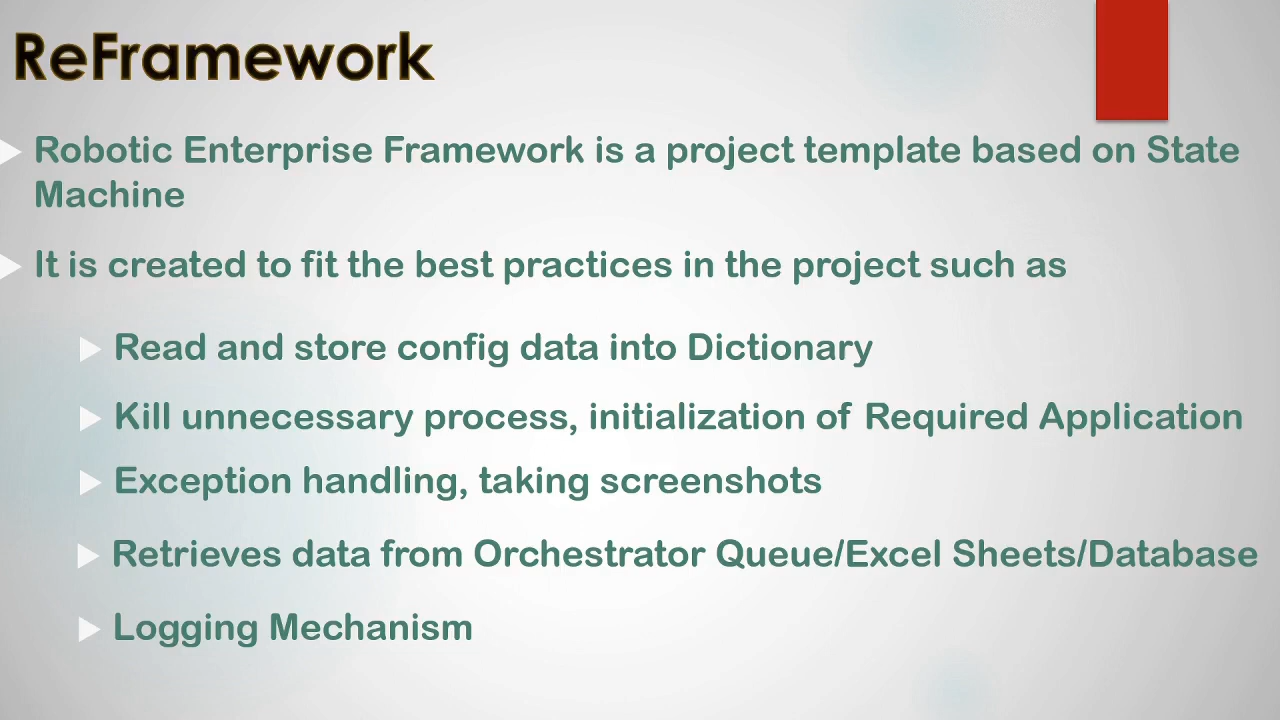 ReFramework
Robotic Enterprise Framework is a project template based on State
Machine
It is created to fit the best practices in the project such as
Read and store config data into Dictionary
Kill unnecessary process, initialization of Required Application
Exception handling, taking screenshots
Retrieves data from Orchestrator Queue/Excel Sheets/Database
Logging Mechanism